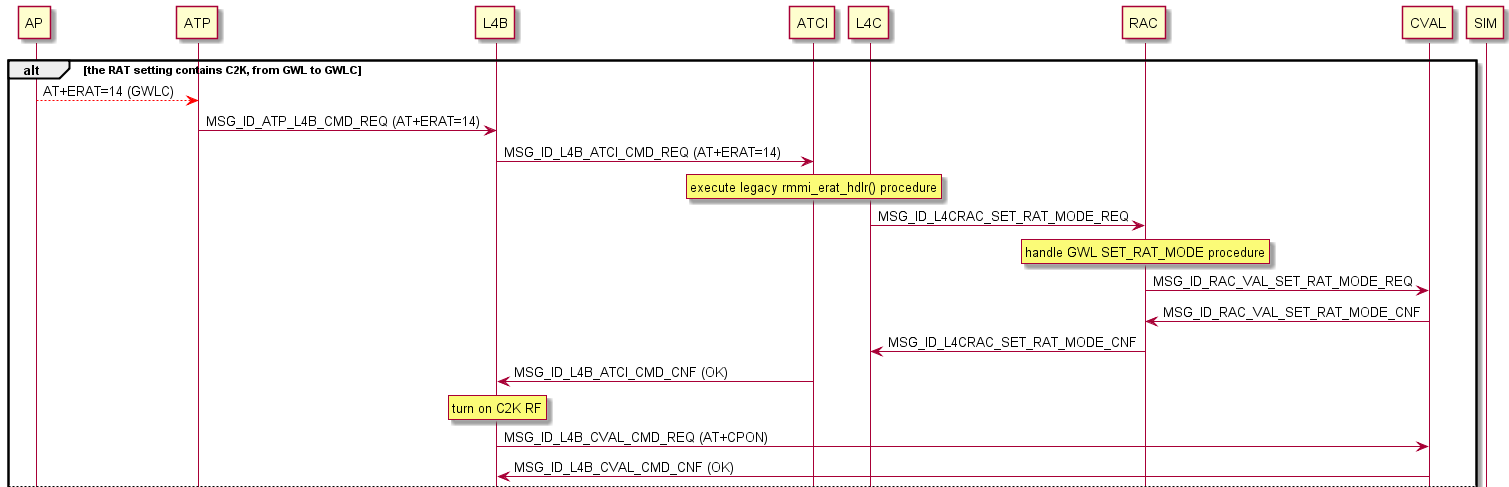 AP
ATP
L4B
ATCI
L4C
RAC
CVAL
SIM
alt
[the RAT setting contains C2K, from GWL to GWLC]
AT+ERAT=14 (GWLC)
MSG_ID_ATP_L4B_CMD_REQ (AT+ERAT=14)
MSG_ID_L4B_ATCI_CMD_REQ (AT+ERAT=14)
execute legacy rmmi_erat_hdlr() procedure
MSG_ID_L4CRAC_SET_RAT_MODE_REQ
handle GWL SET_RAT_MODE procedure
MSG_ID_RAC_VAL_SET_RAT_MODE_REQ
MSG_ID_RAC_VAL_SET_RAT_MODE_CNF
MSG_ID_L4CRAC_SET_RAT_MODE_CNF
MSG_ID_L4B_ATCI_CMD_CNF (OK)
turn on C2K RF
MSG_ID_L4B_CVAL_CMD_REQ (AT+CPON)
MSG_ID_L4B_CVAL_CMD_CNF (OK)